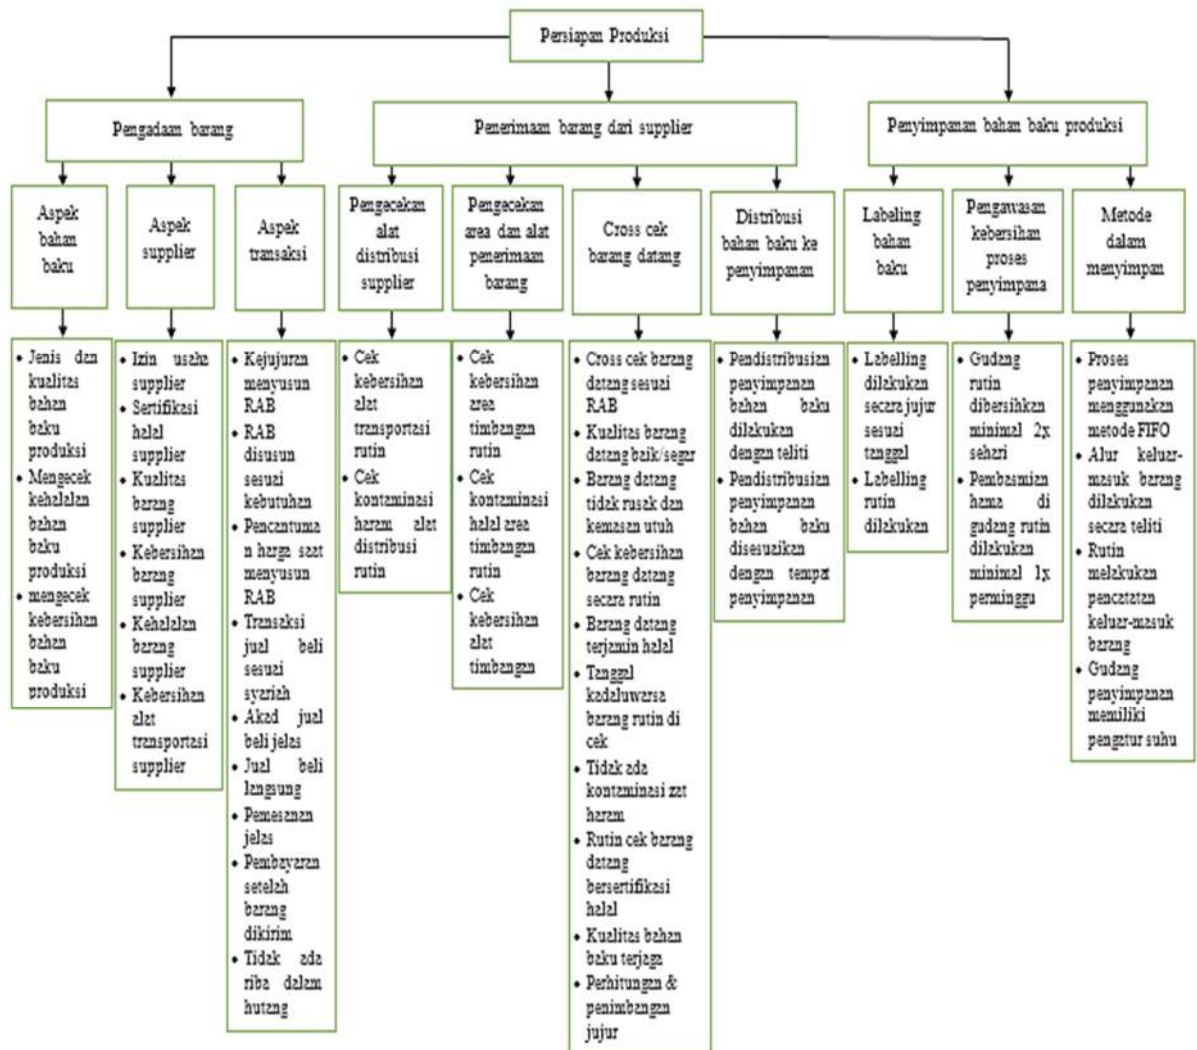 Persiapan Produksi
Pengadaan barang
Penerimaan barang dari supplier
Penyimpanan bahan baku produksi
Aspek
bahan
baku
Aspek
supplier
Aspek
transaksi
Pengecekan
alat
distribusi
supplier
Pengecekan
area dan alat
penerimaan
barang
Cross cek
barang datang
Distribusi
bahan baku ke
penyimpanan
Labeling
bahan
baku
Pengawasan
kebersihan
proses
penyimpana
Metode
dalam
menyimpan
• Jenis dan
kualitas
bahan
baku
produksi
• Mengecek
kehalalan
bahan
baku
produksi
• mengecek
kebersihan
bahan
baku
produksi
• Izin usaha
supplier
• Sertifikasi
halal
supplier
• Kualitas
barang
supplier
• Kebersihan
barang
supplier
• Kehalalan
barang
supplier
• Kebersihan
alat
transportasi
supplier
• Kejujuran
menyusun
RAB
• RAB
disusun
sesuai
kebutuhan
• Pencantuma
n harga saat
menyusun
RAB
• Transaksi
jual beli
sesuai
syariah
• Akad jual
beli jelas
• Jual beli
langsung
• Pemesanan
jelas
• Pembayaran
setelah
barang
dikirim
• Tidak ada
riba dalam
hutang
• Cek
kebersihan
alat
transportasi
rutin
• Cek
kontaminasi
haram alat
distribusi
rutin
• Cek
kebersihan
area
timbangan
rutin
• Cek
kontaminasi
halal area
timbangan
rutin
• Cek
kebersihan
alat
timbangan
• Cross cek barang
datang sesuai
RAB
• Kualitas barang
datang baik/segar
• Barang datang
tidak rusak dan
kemasan utuh
• Cek kebersihan
barang datang
secara rutin
• Barang datang
terjamin halal
• Tanggal
kadaluwarsa
barang rutin di
cek
• Tidak ada
kontaminasi zat
haram
• Rutin cek barang
datang
bersertifikasi
halal
• Kualitas bahan
baku terjaga
• Perhitungan &
penimbangan
jujur
• Pendistribusian
penyimpanan
bahan baku
dilakukan
dengan teliti
• Pendistribusian
penyimpanan
bahan baku
disesuaikan
dengan tempat
penyimpanan
• Labelling
dilakukan
secara jujur
sesuai
tanggal
• Labelling
rutin
dilakukan
• Gudang
rutin
dibersihkan
minimal 2x
sehari
• Pembasmian
hama di
gudang rutin
dilakukan
minimal 1x
perminggu
• Proses
penyimpanan
menggunakan
metode FIFO
• Alur keluar-
masuk barang
dilakukan
secara teliti
• Rutin
melakukan
pencatatan
keluar-masuk
barang
• Gudang
penyimpanan
memiliki
pengatur suhu